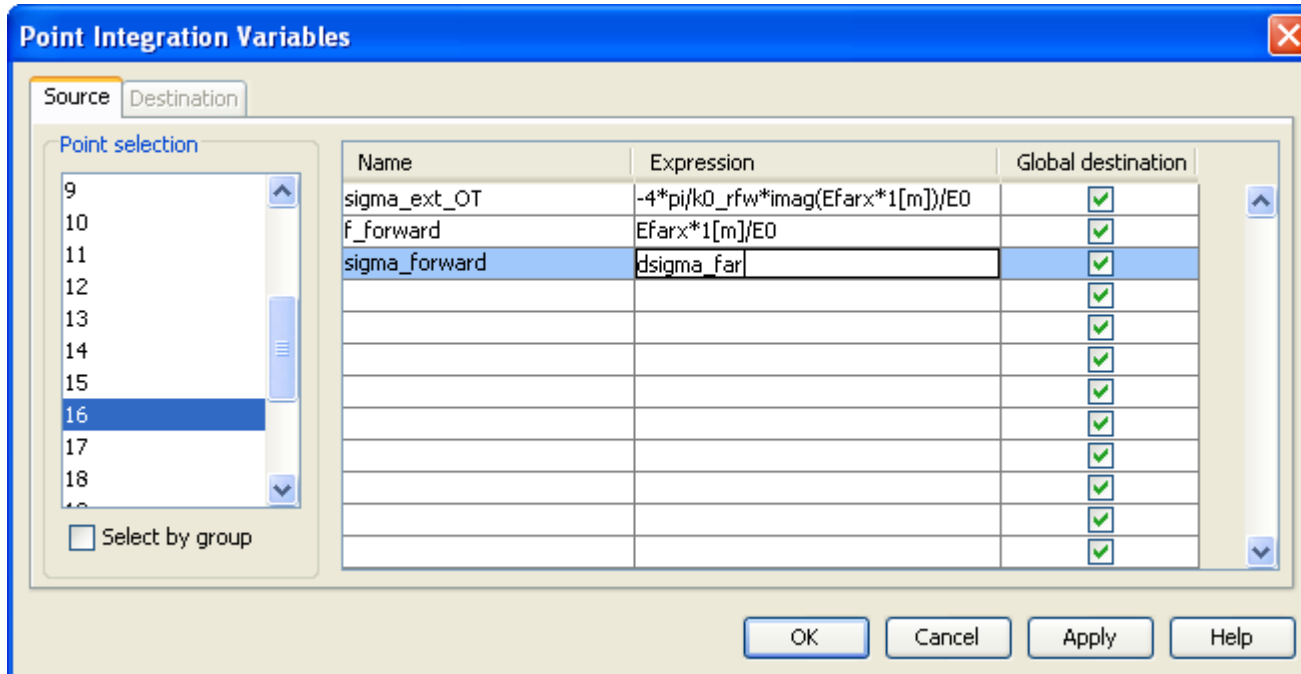 Point Integration Variables
Source Destination
Point selection
Name Expression Global destination
9
10
11
12
13
14
15
16
17
18
sigma_ext_OT -4*pi/k0_rfw*imag(Efarx*1[m])/E0
f_forward Efarx*1[m]/E0
sigma_forward dsigma_far
Select by group
OK Cancel Apply Help